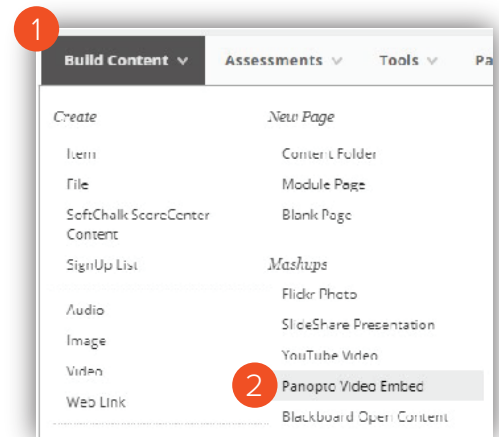 1
Build Content Assessments Tools Pa
Create
Item
File
SoftChalk ScoreCenter
Content
SignUp List
Audio
Image
Video
Web Link
New Page
Content Folder
Module Page
Blank Page
Mashups
Flickr Photo
SlideShare Presentation
YouTube Video
2 Panopto Video Embed
Blackboard Open Content